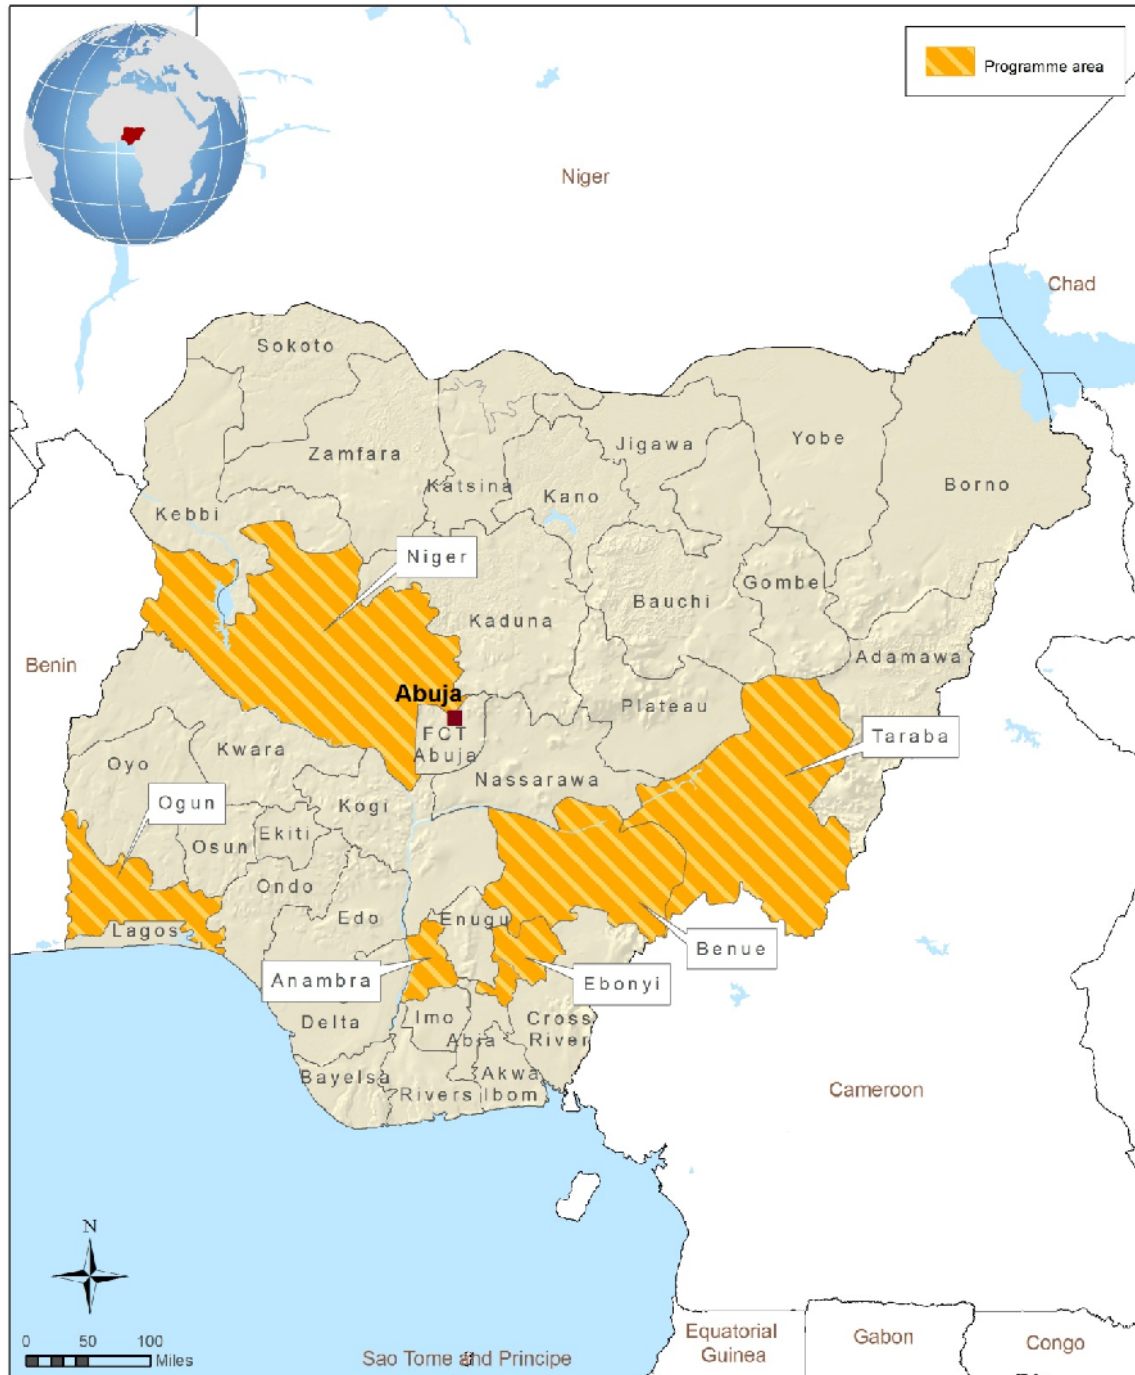 Programme area
Niger
Chad
Sokoto
Zamfara
Katsina
Kano
Jigawa
Yobe
Borno
Kebbi
Niger
Kaduna
Bauchi
Gombe
Adamawa
Benin
Abuja
FCT
Abuja
Plateau
Taraba
Oyo
Kwara
Nassarawa
Ogun
Kogi
Osun
Ekiti
Ondo
Edo
Enugu
Lagos
Benue
Anambra
Ebonyi
Delta
Imo
Abia
Cross
River
Bayelsa
Rivers
Akwa
Ibom
Cameroon
N
0 50 100
Miles
Sao Tome and Principe
Equatorial
Guinea
Gabon
Congo